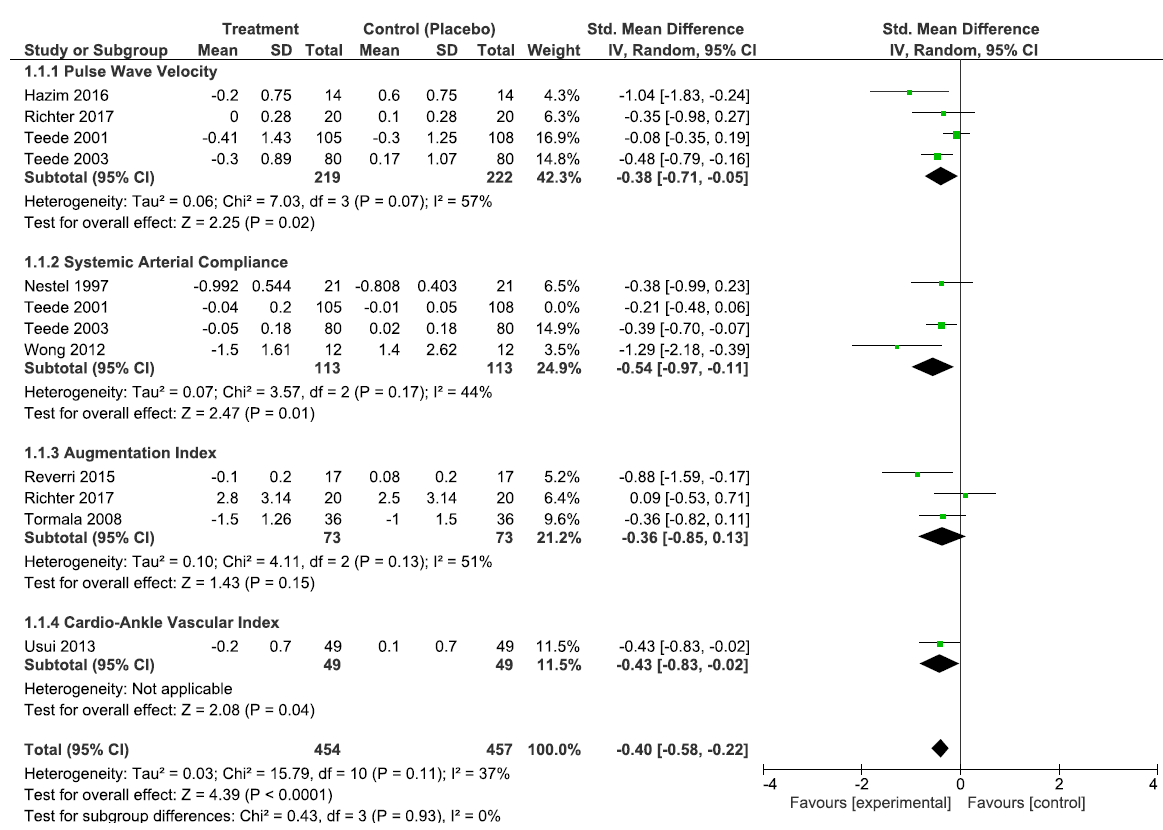 Treatment Control (Placebo) Std. Mean Difference Std. Mean Difference
Study or Subgroup Mean SD Total Mean SD Total Weight IV, Random, 95% CI IV, Random, 95% CI
1.1.1 Pulse Wave Velocity
Hazim 2016 -0.2 0.75 14 0.6 0.75 14 4.3% -1.04 [-1.83, -0.24]
Richter 2017 0 0.28 20 0.1 0.28 20 6.3% -0.35 [-0.98, 0.27]
Teede 2001 -0.41 1.43 105 -0.3 1.25 108 16.9% -0.08 [-0.35, 0.19]
Teede 2003 -0.3 0.89 80 0.17 1.07 80 14.8% -0.48 [-0.79, -0.16]
Subtotal (95% CI) 219 222 42.3% -0.38 [-0.71, -0.05]
Heterogeneity: Tau² = 0.06; Chi² = 7.03, df = 3 (P = 0.07); I² = 57%
Test for overall effect: Z = 2.25 (P = 0.02)
1.1.2 Systemic Arterial Compliance
Nestel 1997 -0.992 0.544 21 -0.808 0.403 21 6.5% -0.38 [-0.99, 0.23]
Teede 2001 -0.04 0.2 105 -0.01 0.05 108 0.0% -0.21 [-0.48, 0.06]
Teede 2003 -0.05 0.18 80 0.02 0.18 80 14.9% -0.39 [-0.70, -0.07]
Wong 2012 -1.5 1.61 12 1.4 2.62 12 3.5% -1.29 [-2.18, -0.39]
Subtotal (95% CI) 113 113 24.9% -0.54 [-0.97, -0.11]
Heterogeneity: Tau² = 0.07; Chi² = 3.57, df = 2 (P = 0.17); I² = 44%
Test for overall effect: Z = 2.47 (P = 0.01)
1.1.3 Augmentation Index
Reverri 2015 -0.1 0.2 17 0.08 0.2 17 5.2% -0.88 [-1.59, -0.17]
Richter 2017 2.8 3.14 20 2.5 3.14 20 6.4% 0.09 [-0.53, 0.71]
Tormala 2008 -1.5 1.26 36 -1 1.5 36 9.6% -0.36 [-0.82, 0.11]
Subtotal (95% CI) 73 73 21.2% -0.36 [-0.85, 0.13]
Heterogeneity: Tau² = 0.10; Chi² = 4.11, df = 2 (P = 0.13); I² = 51%
Test for overall effect: Z = 1.43 (P = 0.15)
1.1.4 Cardio-Ankle Vascular Index
Usui 2013 -0.2 0.7 49 0.1 0.7 49 11.5% -0.43 [-0.83, -0.02]
Subtotal (95% CI) 49 49 11.5% -0.43 [-0.83, -0.02]
Heterogeneity: Not applicable
Test for overall effect: Z = 2.08 (P = 0.04)
Total (95% CI) 454 457 100.0% -0.40 [-0.58, -0.22]
Heterogeneity: Tau² = 0.03; Chi² = 15.79, df = 10 (P = 0.11); I² = 37%
Test for overall effect: Z = 4.39 (P < 0.0001)
Test for subgroup differences: Chi² = 0.43, df = 3 (P = 0.93), I² = 0%
-4 -2 0 2 4
Favours [experimental] Favours [control]